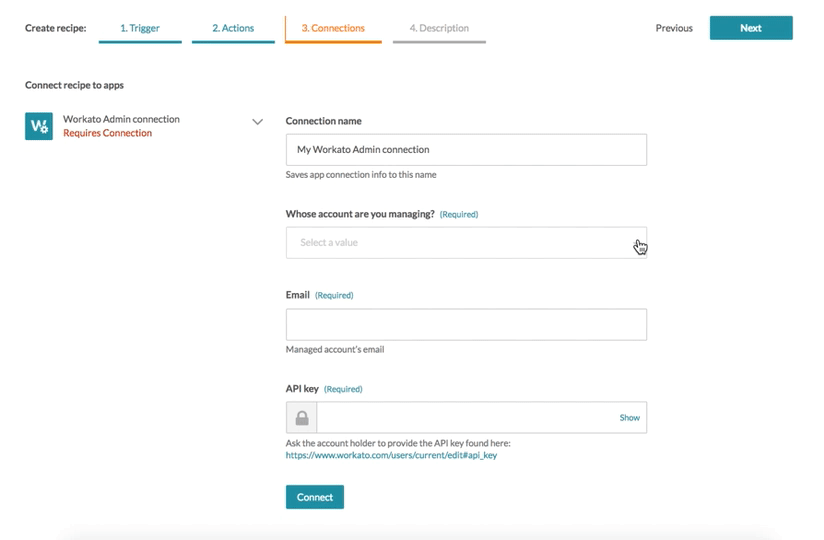 Create recipe: 1. Trigger 2. Actions 3. Connections 4. Description Previous Next
Connect recipe to apps
Workato Admin connection
Requires Connection
Connection name
My Workato Admin connection
Saves app connection info to this name
Whose account are you managing? (Required)
Select a value
Email (Required)
Managed account's email
API key (Required)
Show
Ask the account holder to provide the API key found here:
https://www.workato.com/users/current/edit#api_key
Connect